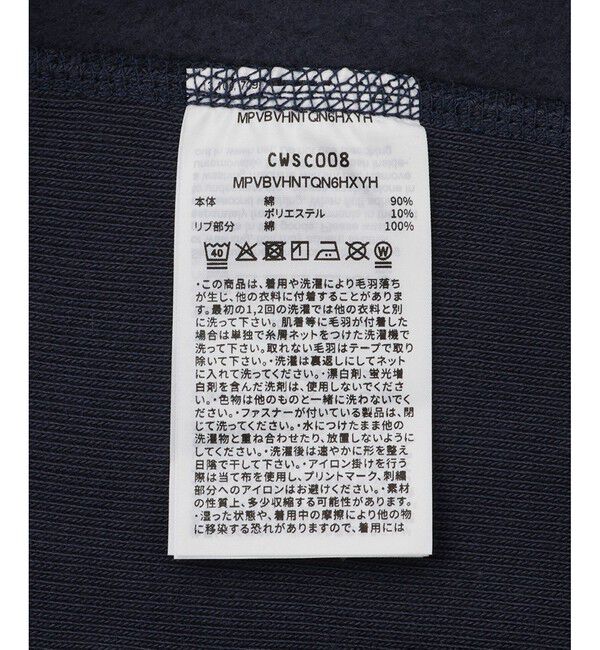 MPVBVHNTQN6HXYH
CWSC008
MPVBVHNTQN6HXYH
本体 綿 90%
ポリエステル 10%
リブ部分 綿 100%
40 W
・この商品は、着用や洗濯により毛羽落ち
が生じ、他の衣料に付着することがありま
す。最初の1,2回の洗濯では他の衣料と別
に洗って下さい。肌着等に毛羽が付着した
場合は単独で糸屑ネットをつけた洗濯機で
洗って下さい。取れない毛羽はテープで取り
除いて下さい。・洗濯は裏返しにしてネット
に入れて洗ってください。・漂白剤、蛍光増
白剤を含んだ洗剤は、使用しないでくださ
い。・色物は他のものと一緒に洗わないでく
ださい。・ファスナーが付いている製品は、閉
じて洗ってください。・水につけたまま他の
洗濯物と重ね合わせたり、放置しないように
してください。・洗濯後は速やかに形を整え
日陰で干して下さい。・アイロン掛けを行う
際は当て布を使用し、プリントマーク、刺繍
部分へのアイロンはお避けください。・素材
の性質上、多少収縮する可能性があります。
・湿った状態や、着用中の摩擦により他の物
に移染する恐れがありますので、着用には